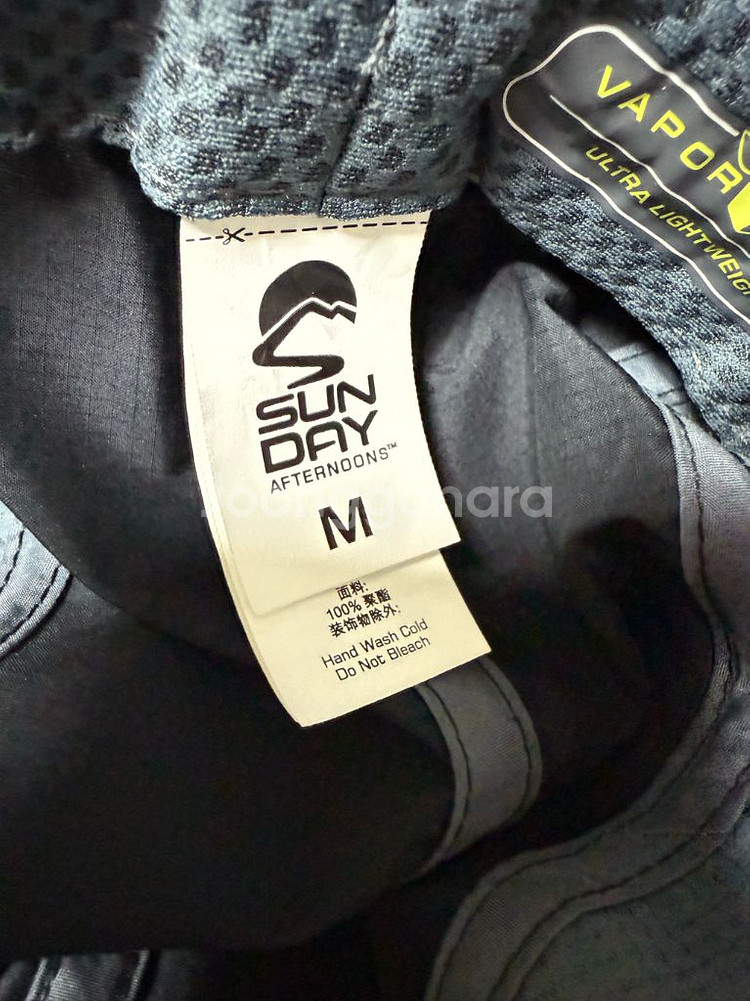 VAPOR
ULTRA LIGHTWEIG
SUN
DAY
AFTERNOONS™
M
面料:
100% 聚酯
装饰物除外:
Hand Wash Cold
Do Not Bleach